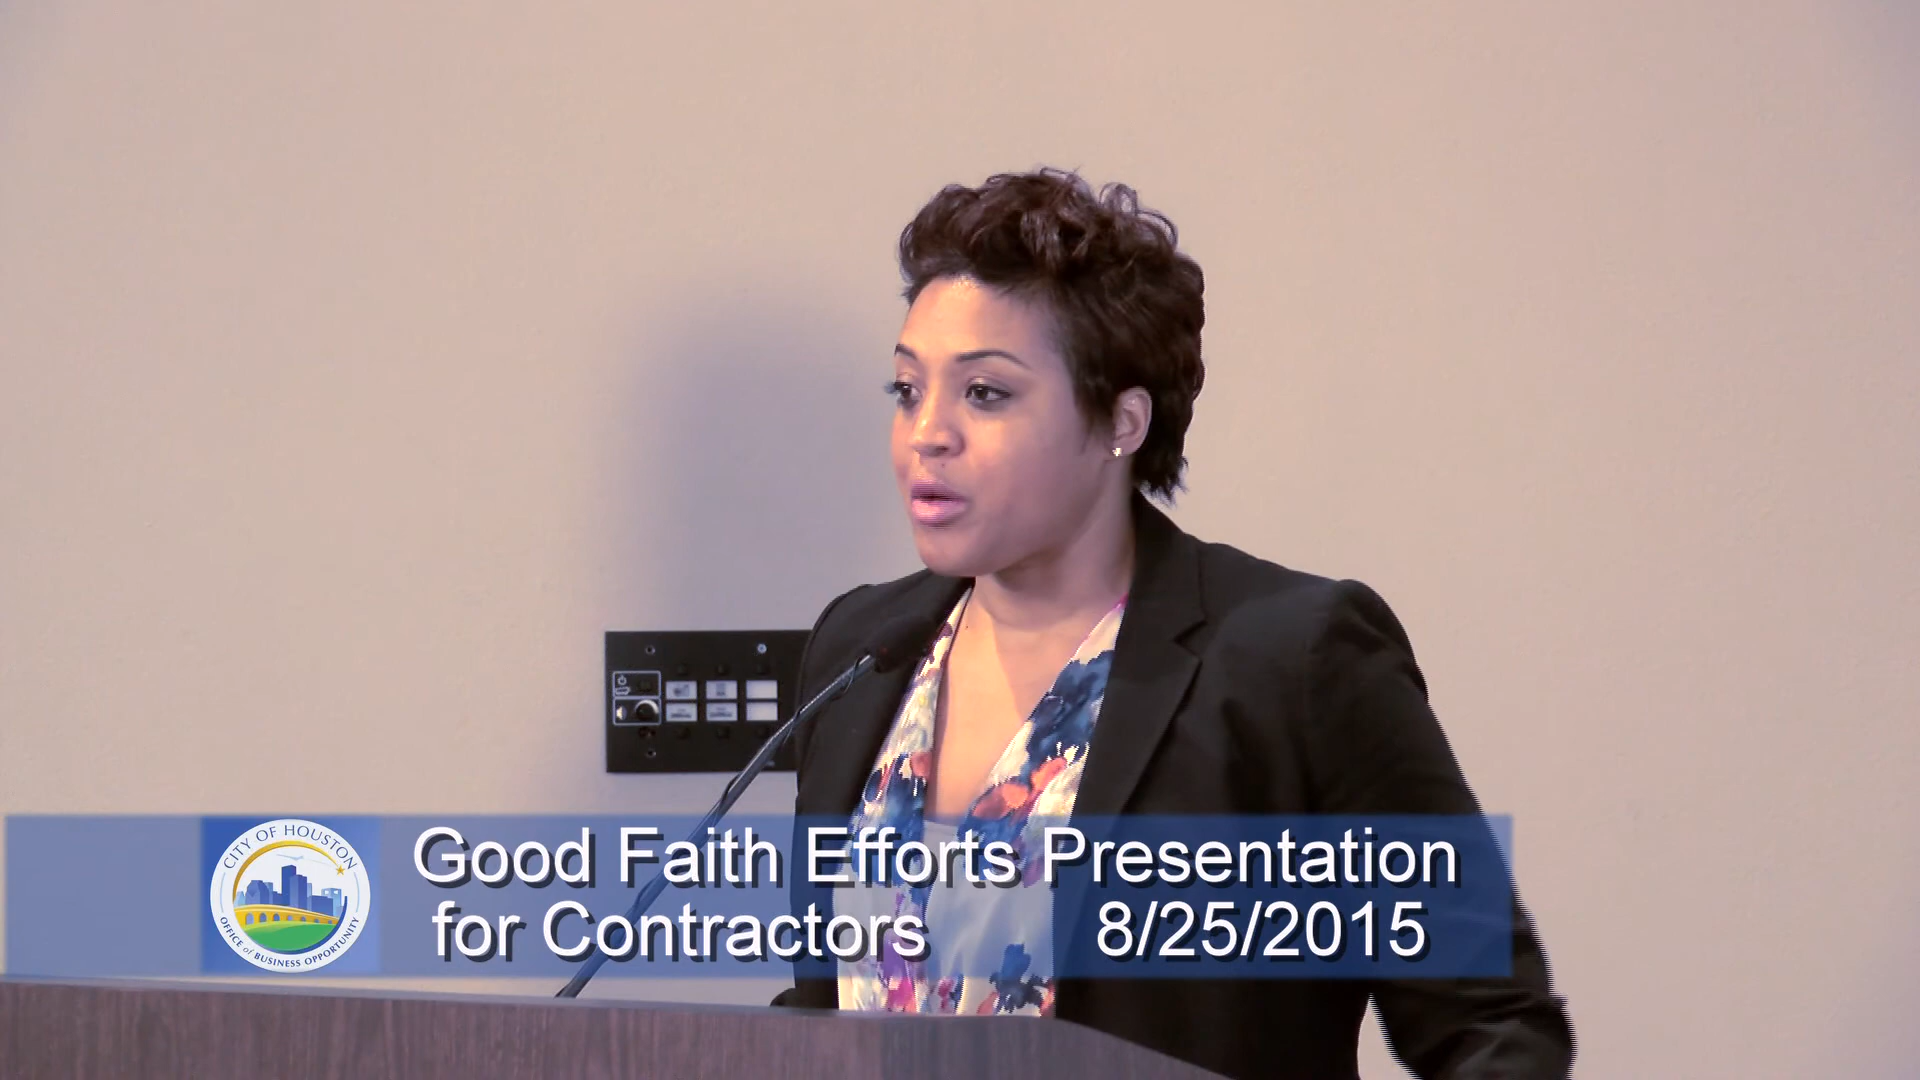 CITY OF HOUSTON
OFFICE of BUSINESS OPPORTUNITY
Good Faith Efforts Presentation
for Contractors 8/25/2015